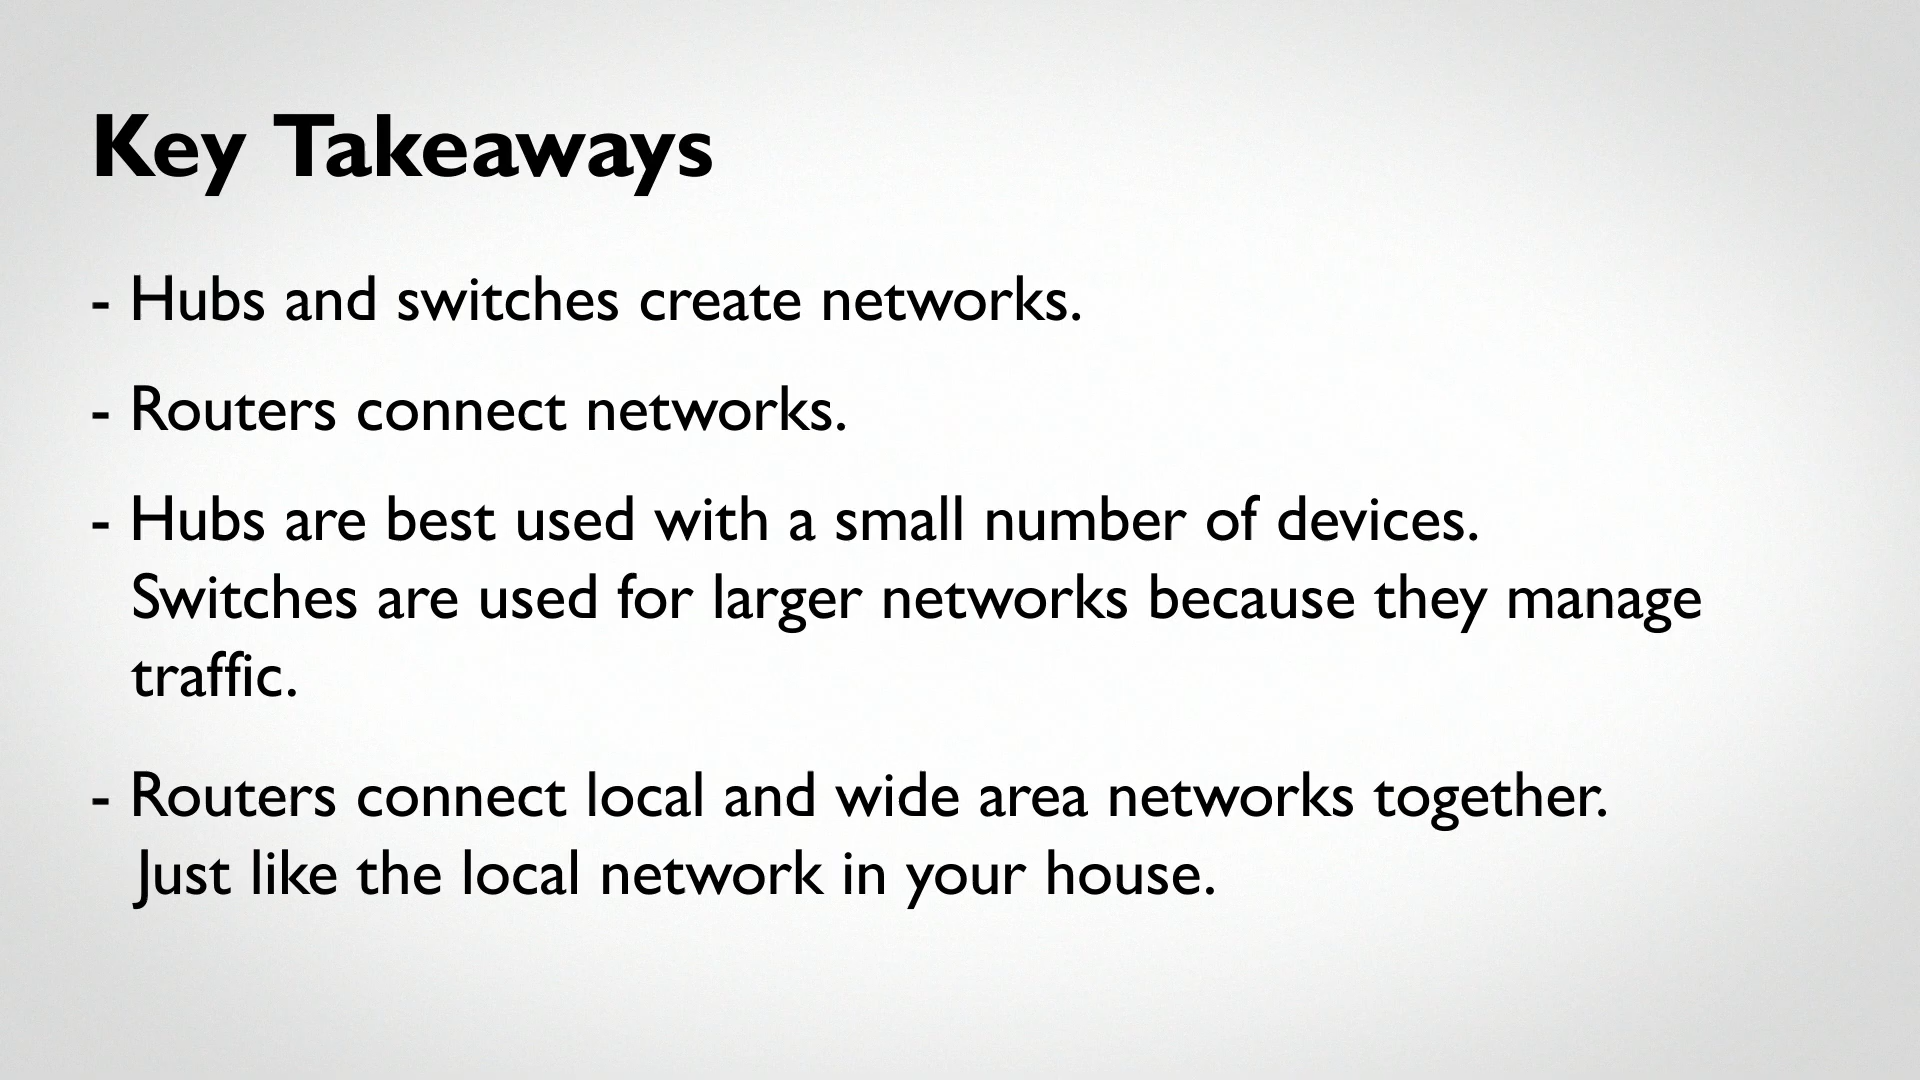 Key Takeaways
- Hubs and switches create networks.
- Routers connect networks.
- Hubs are best used with a small number of devices.
Switches are used for larger networks because they manage
traffic.
- Routers connect local and wide area networks together.
Just like the local network in your house.